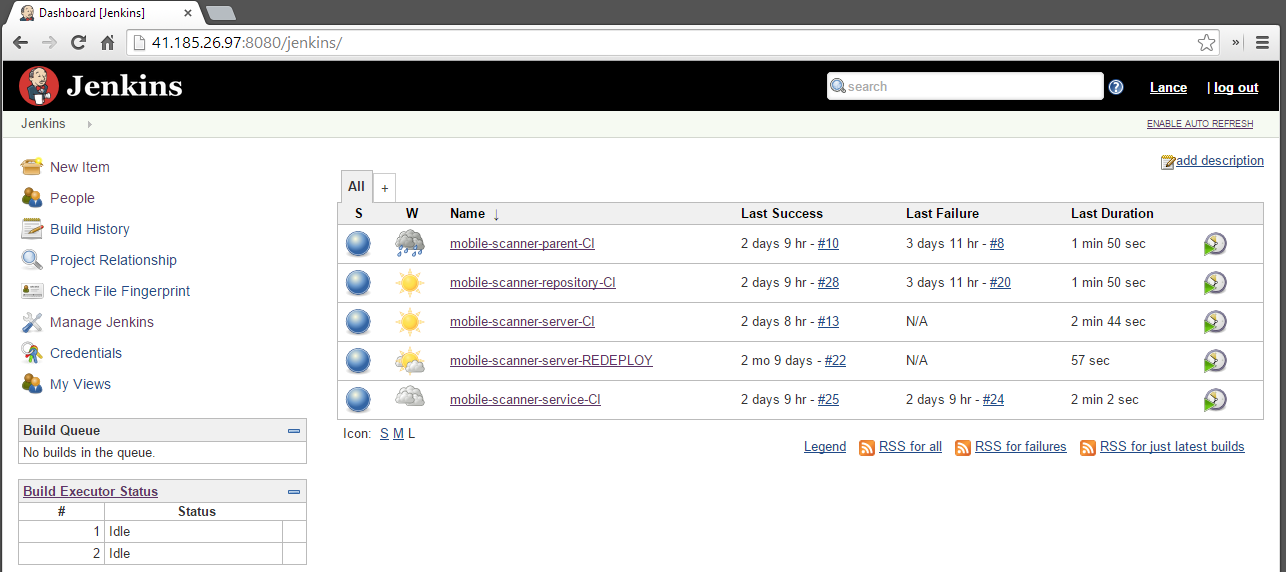 Dashboard [Jenkins]
41.185.26.97:8080/jenkins/
Jenkins
search
Lance
| log out
Jenkins
ENABLE AUTO REFRESH
New Item
People
Build History
Project Relationship
Check File Fingerprint
Manage Jenkins
Credentials
My Views
Build Queue
No builds in the queue.
Build Executor Status
# Status
1 Idle
2 Idle
add description
All +
S W Name ↓ Last Success Last Failure Last Duration
mobile-scanner-parent-CI 2 days 9 hr - #10 3 days 11 hr - #8 1 min 50 sec
mobile-scanner-repository-CI 2 days 9 hr - #28 3 days 11 hr - #20 1 min 50 sec
mobile-scanner-server-CI 2 days 8 hr - #13 N/A 2 min 44 sec
mobile-scanner-server-REDEPLOY 2 mo 9 days - #22 N/A 57 sec
mobile-scanner-service-CI 2 days 9 hr - #25 2 days 9 hr - #24 2 min 2 sec
Icon: S M L
Legend RSS for all RSS for failures RSS for just latest builds